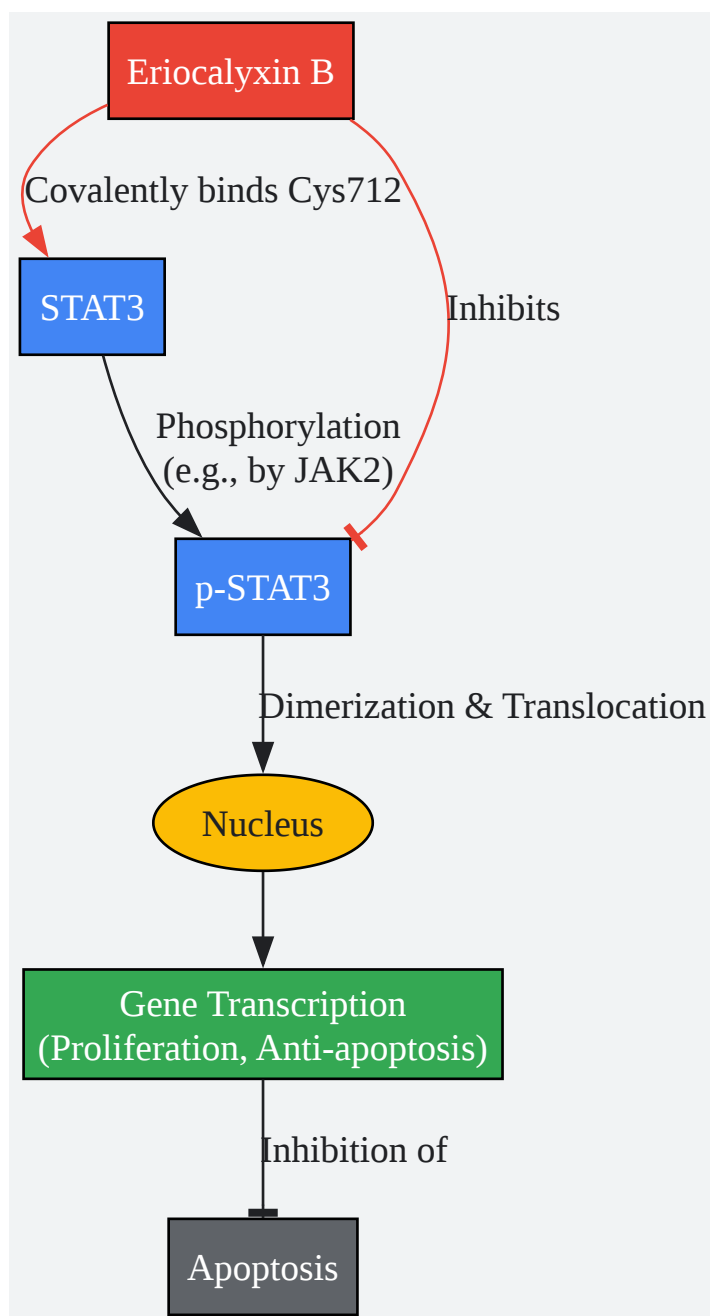 Eriocalyxin B
Covalently binds Cys712
STAT3
Inhibits
Phosphorylation
(e.g., by JAK2)
p-STAT3
Dimerization & Translocation
Nucleus
Gene Transcription
(Proliferation, Anti-apoptosis)
Inhibition of
Apoptosis